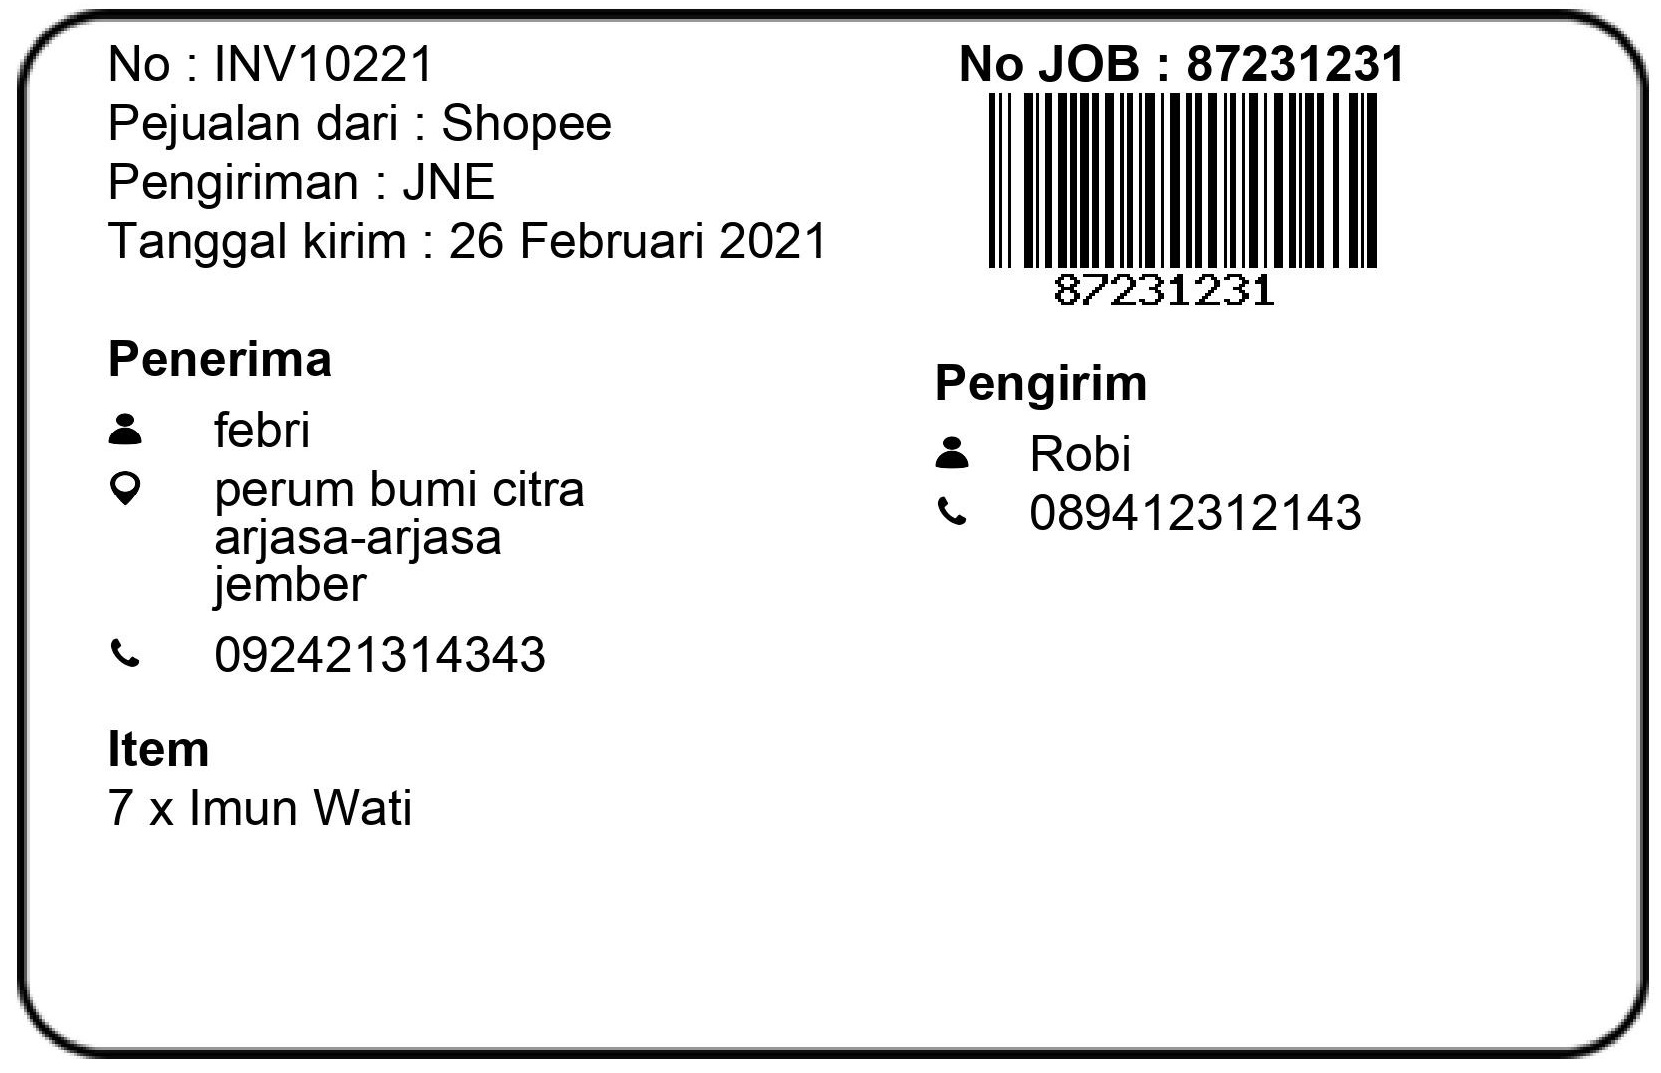 No : INV10221
Pejualan dari : Shopee
Pengiriman : JNE
Tanggal kirim : 26 Februari 2021
No JOB : 87231231
87231231
Penerima
febri
perum bumi citra
arjasa-arjasa
jember
092421314343
Pengirim
Robi
089412312143
Item
7 x Imun Wati